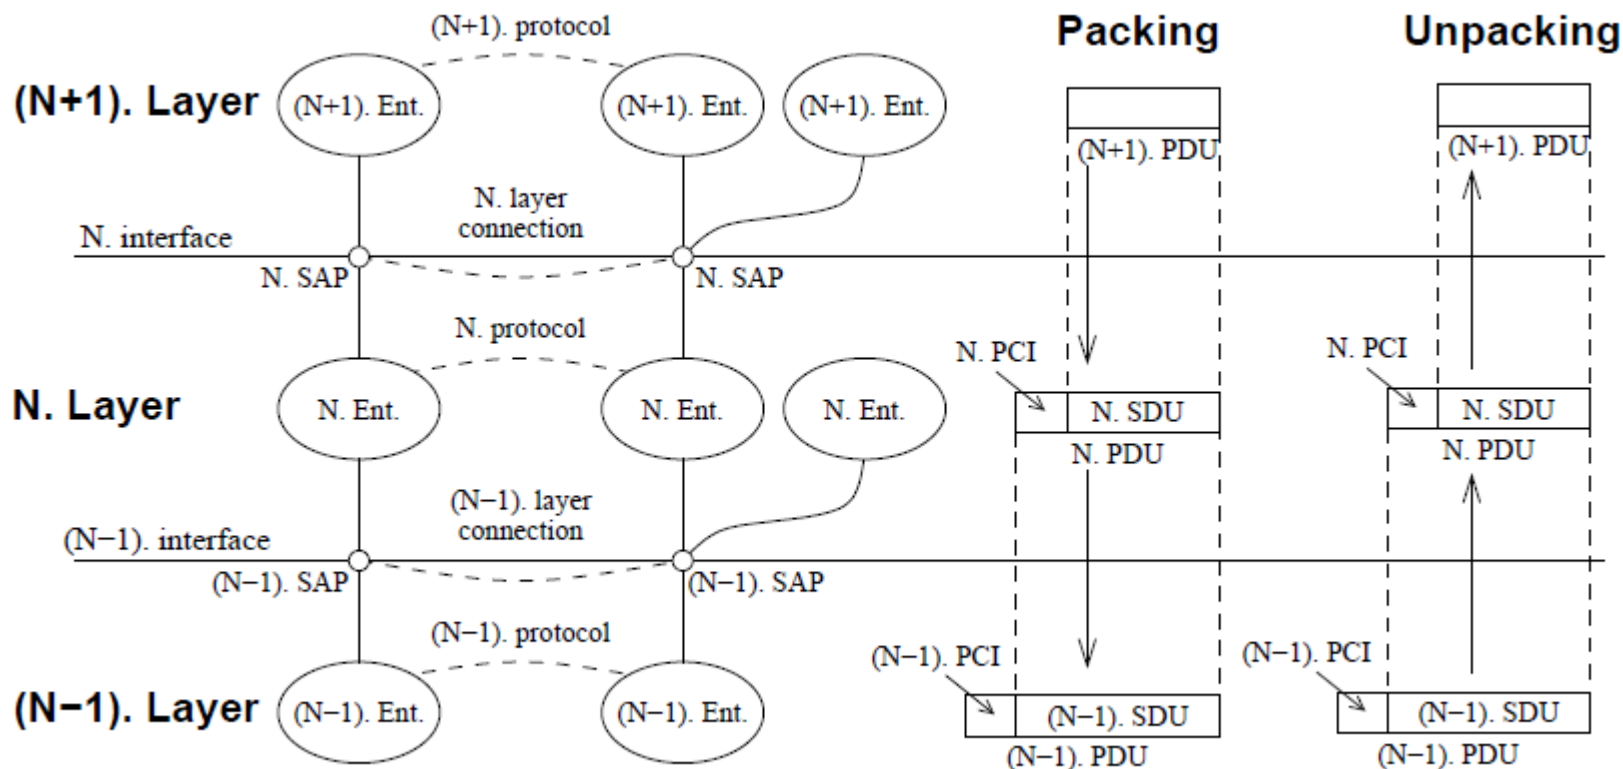 Packing
Unpacking
(N+1). protocol
(N+1). Layer
(N+1). Ent.
(N+1). Ent.
(N+1). Ent.
(N+1). PDU
(N+1). PDU
N. layer
connection
N. interface
N. SAP
N. SAP
N. protocol
N. PCI
N. PCI
N. Layer
N. Ent.
N. Ent.
N. Ent.
N. SDU
N. SDU
N. PDU
N. PDU
(N−1). layer
connection
(N−1). interface
(N−1). SAP
(N−1). SAP
(N−1). protocol
(N−1). PCI
(N−1). PCI
(N−1). Layer
(N−1). Ent.
(N−1). Ent.
(N−1). SDU
(N−1). SDU
(N−1). PDU
(N−1). PDU